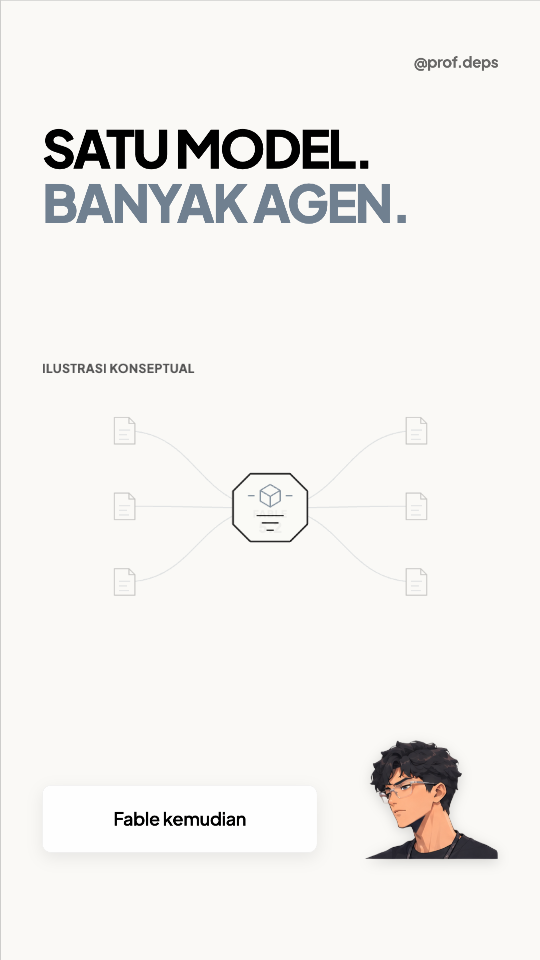 @prof.deps
SATU MODEL.
BANYAK AGEN.
ILUSTRASI KONSEPTUAL
Fable kemudian